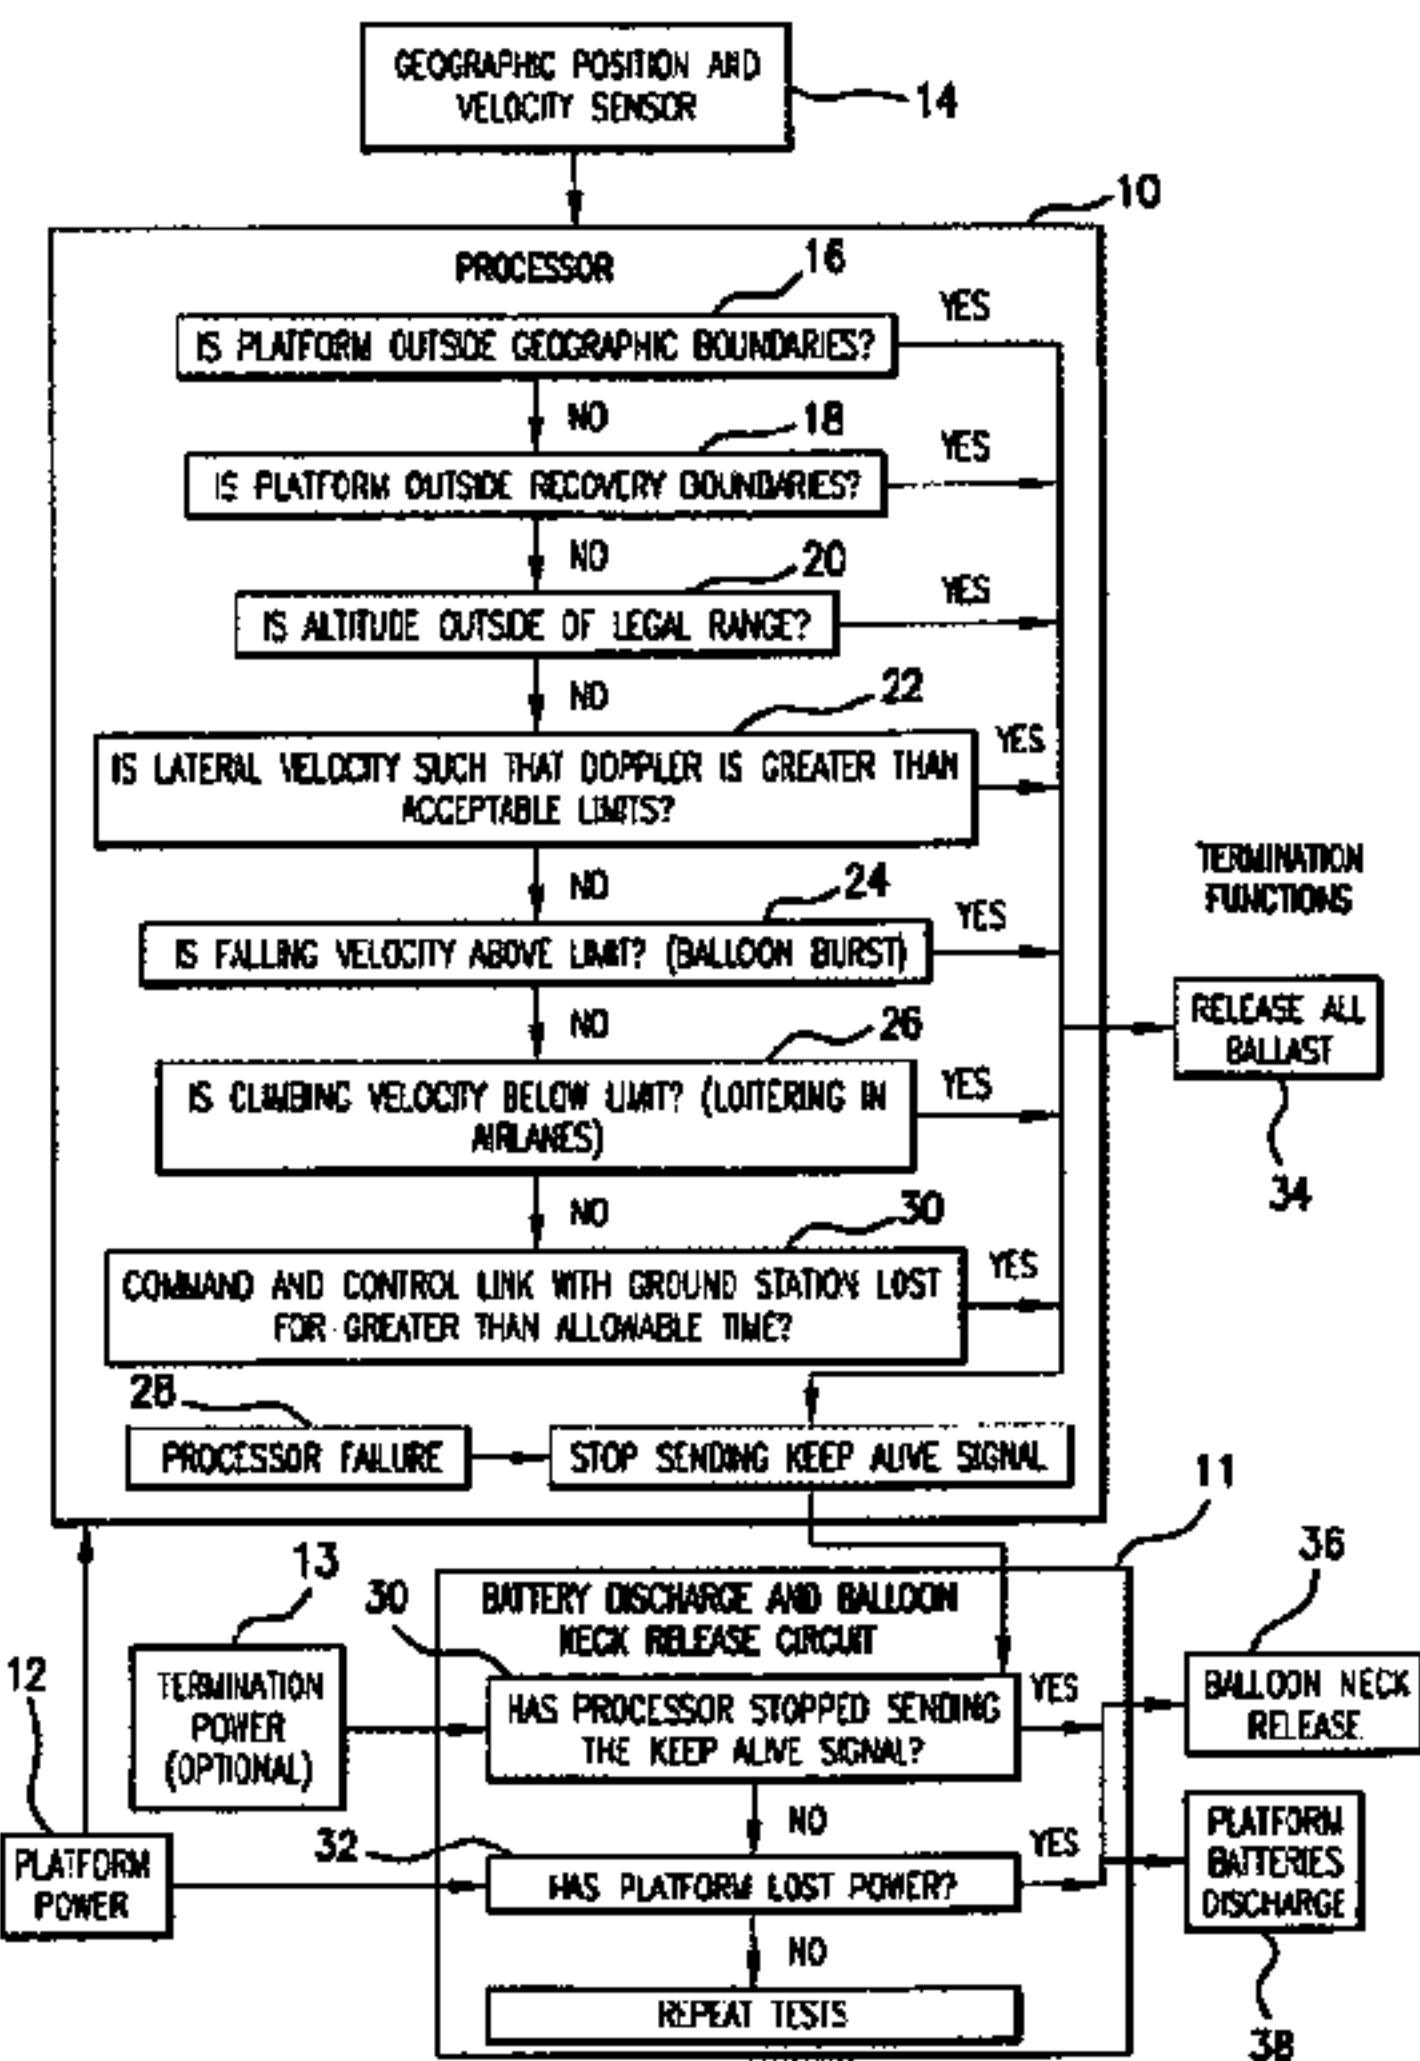 GEOGRAPHIC POSITION AND
VELOCITY SENSOR
14
10
PROCESSOR
16
IS PLATFORM OUTSIDE GEOGRAPHIC BOUNDARIES?
YES
NO
18
IS PLATFORM OUTSIDE RECOVERY BOUNDARIES?
YES
NO
20
IS ALTITUDE OUTSIDE OF LEGAL RANGE?
YES
NO
22
IS LATERAL VELOCITY SUCH THAT DOPPLER IS GREATER THAN
ACCEPTABLE LIMITS?
YES
NO
24
IS FALLING VELOCITY ABOVE LIMIT? (BALLOON BURST)
YES
NO
26
IS CLIMBING VELOCITY BELOW LIMIT? (LOITERING IN
AIRLANES)
YES
NO
30
COMMAND AND CONTROL LINK WITH GROUND STATION LOST
FOR GREATER THAN ALLOWABLE TIME?
YES
28
PROCESSOR FAILURE
STOP SENDING KEEP ALIVE SIGNAL
TERMINATION
FUNCTIONS
RELEASE ALL
BALLAST
34
11
BATTERY DISCHARGE AND BALLOON
NECK RELEASE CIRCUIT
13
TERMINATION
POWER
(OPTIONAL)
30
HAS PROCESSOR STOPPED SENDING
THE KEEP ALIVE SIGNAL?
YES
NO
36
BALLOON NECK
RELEASE
12
PLATFORM
POWER
32
HAS PLATFORM LOST POWER?
YES
NO
PLATFORM
BATTERIES
DISCHARGE
38
REPEAT TESTS